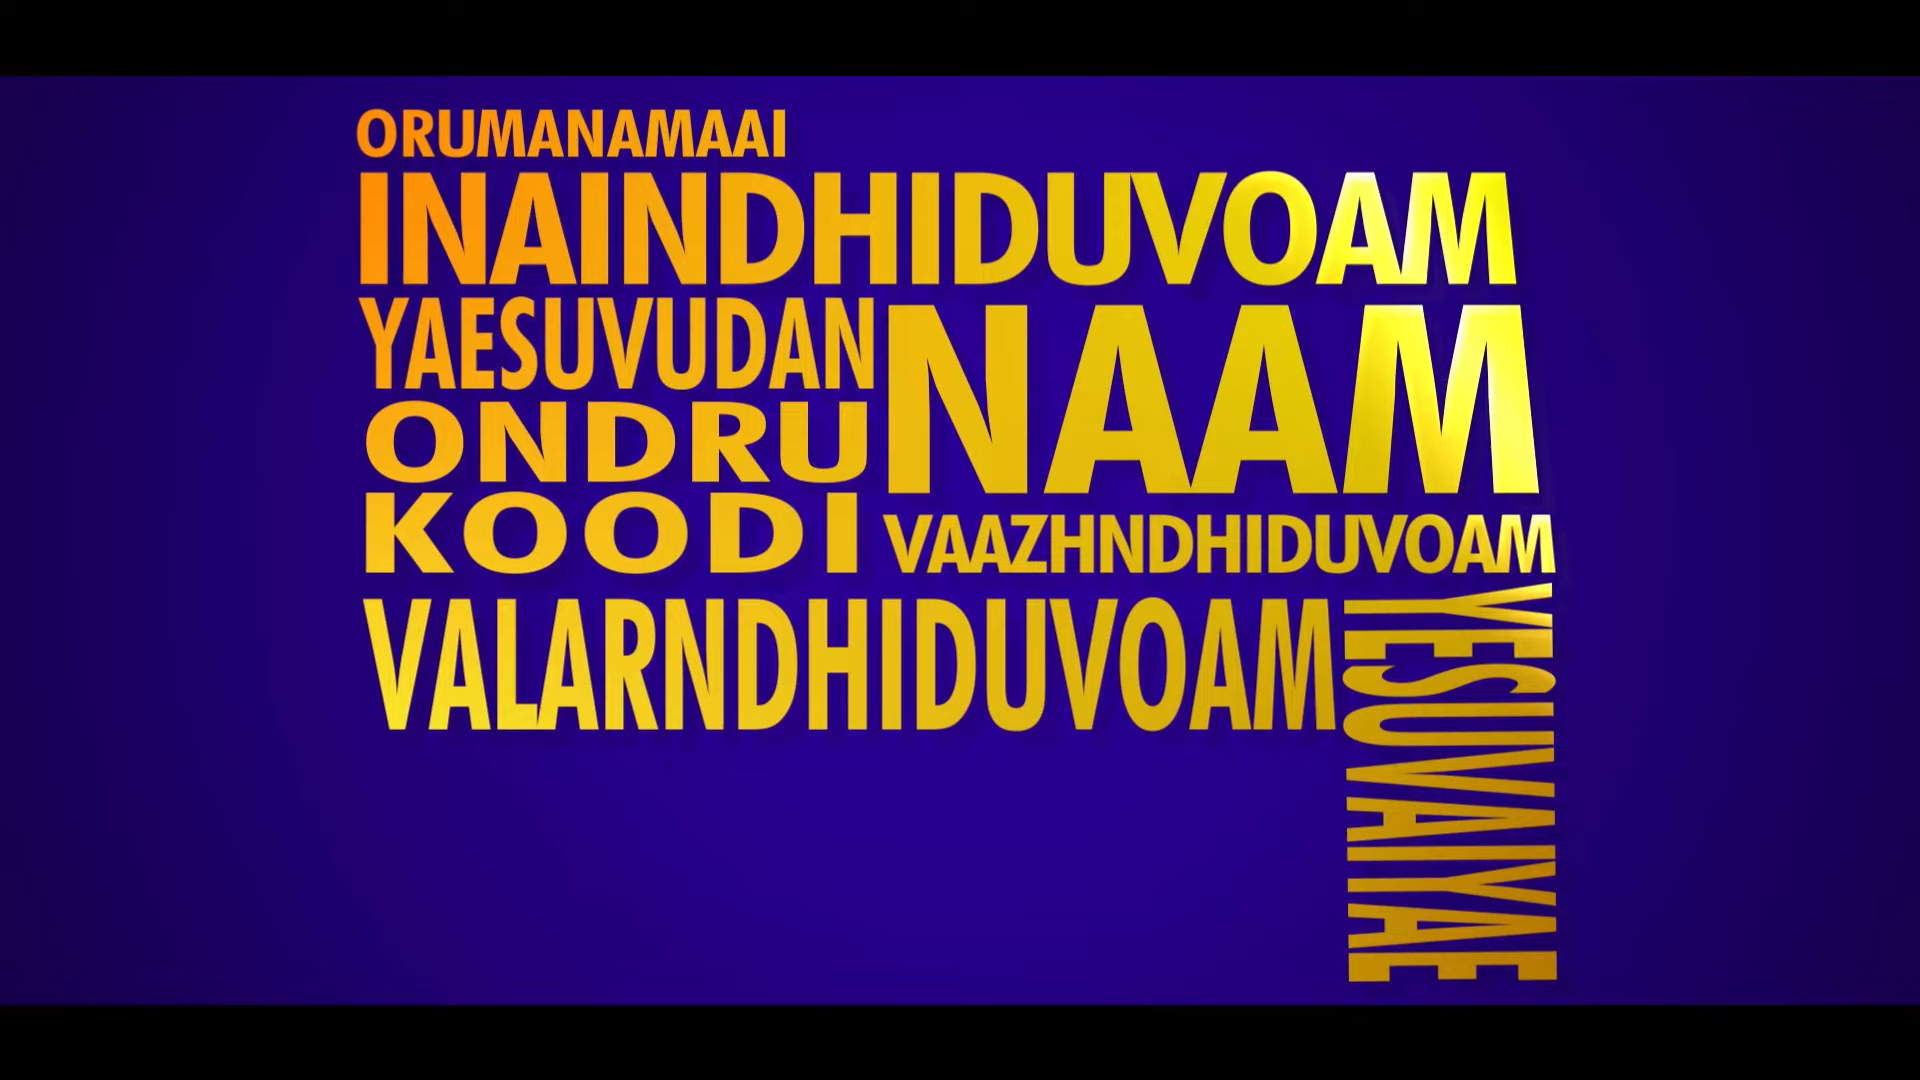 ORUMANAMAAI
INAINDHIDUVOAM
YAESUVUDAN
ONDRU
KOODI
NAAM
VAAZHNDHIDUVOAM
VALARNDHIDUVOAM
YESUVAIYAE